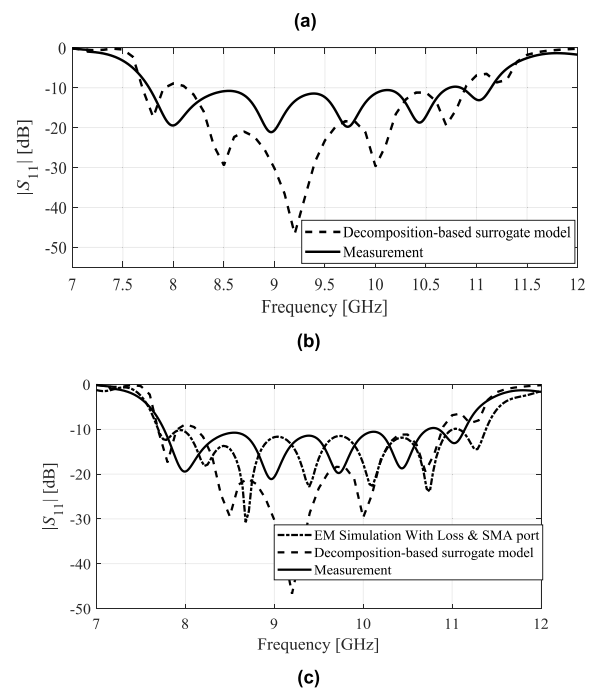 (a)
0
-10
-20
-30
-40
-50
|S11| [dB]
Decomposition-based surrogate model
Measurement
7 7.5 8 8.5 9 9.5 10 10.5 11 11.5 12
Frequency [GHz]
(b)
0
-10
-20
-30
-40
-50
|S11| [dB]
EM Simulation With Loss & SMA port
Decomposition-based surrogate model
Measurement
7 8 9 10 11 12
Frequency [GHz]
(c)